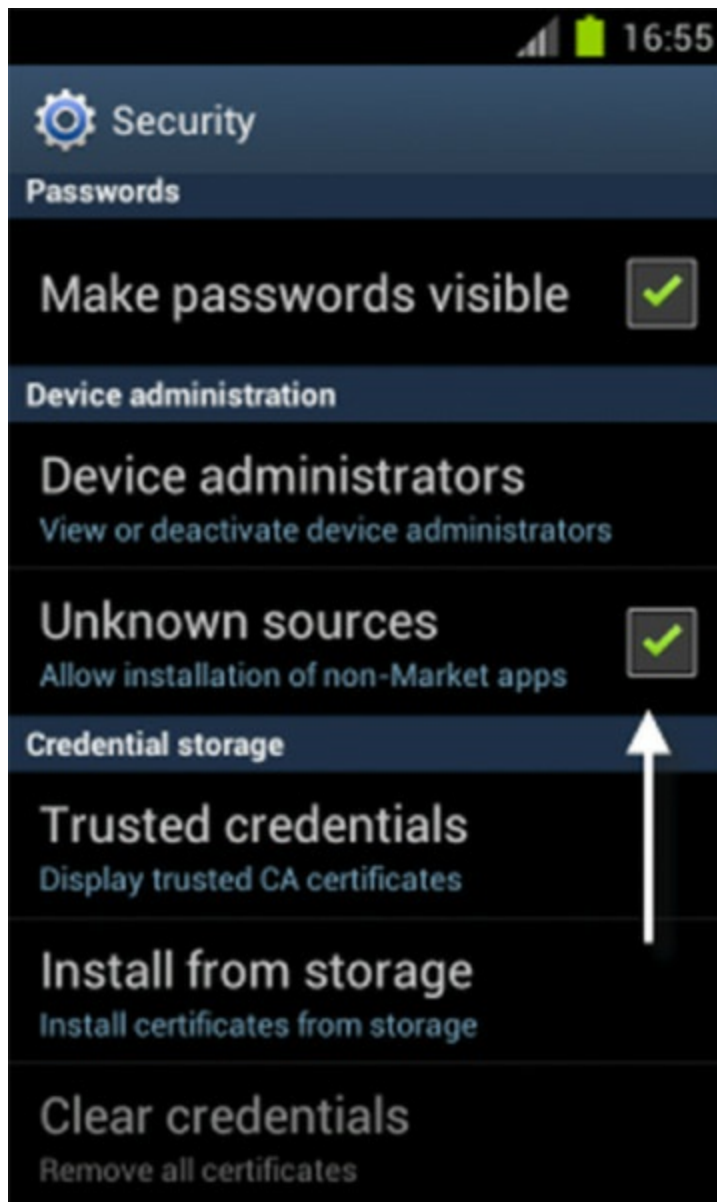 16:55
Security
Passwords
Make passwords visible
Device administration
Device administrators
View or deactivate device administrators
Unknown sources
Allow installation of non-Market apps
Credential storage
Trusted credentials
Display trusted CA certificates
Install from storage
Install certificates from storage
Clear credentials
Remove all certificates